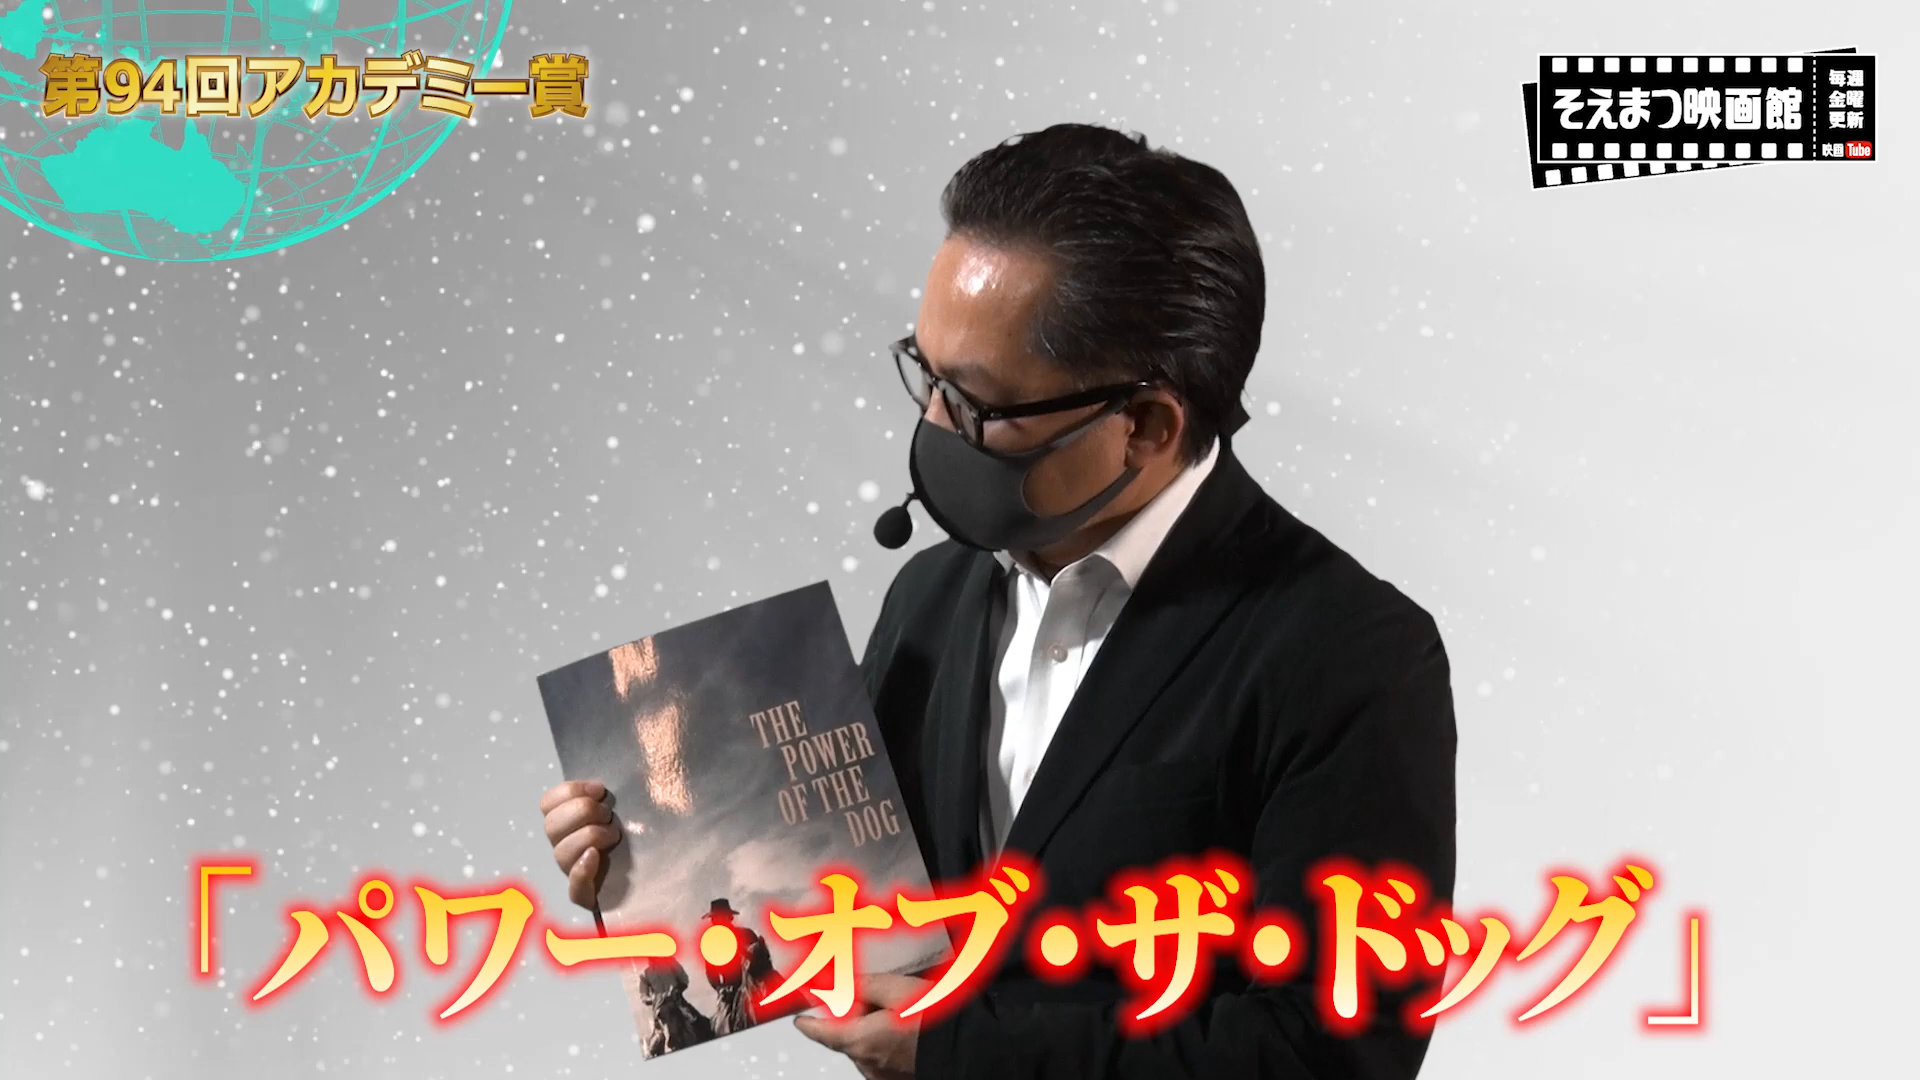 第94回アカデミー賞
そえまつ映画館
毎週
金曜
更新
映画Tube
THE
POWER
OF THE
DOG
「パワー・オブ・ザ・ドッグ」